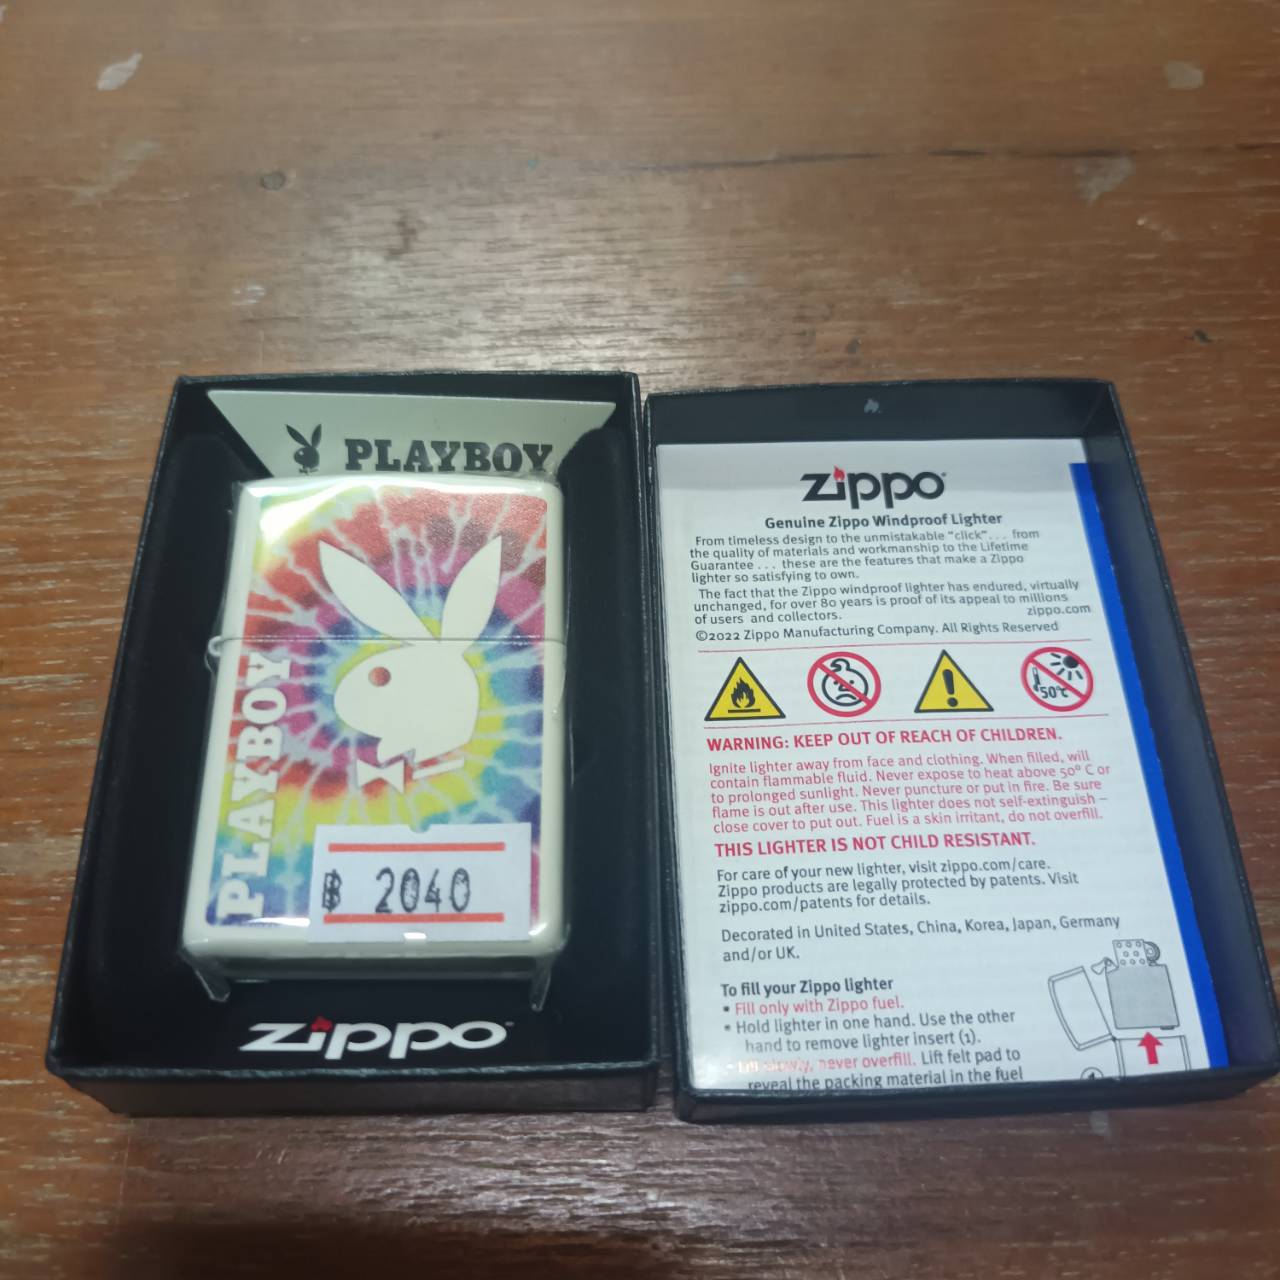 PLAYBOY
PLAYBOY
฿ 2040
zippo
zippo
Genuine Zippo Windproof Lighter
From timeless design to the unmistakable "click". . . from
the quality of materials and workmanship to the Lifetime
Guarantee . . . these are the features that make a Zippo
lighter so satisfying to own.
The fact that the Zippo windproof lighter has endured, virtually
unchanged, for over 80 years is proof of its appeal to millions
of users and collectors. zippo.com
©2022 Zippo Manufacturing Company. All Rights Reserved
50°C
WARNING: KEEP OUT OF REACH OF CHILDREN.
Ignite lighter away from face and clothing. When filled, will
contain flammable fluid. Never expose to heat above 50° C or
to prolonged sunlight. Never puncture or put in fire. Be sure
flame is out after use. This lighter does not self-extinguish –
close cover to put out. Fuel is a skin irritant, do not overfill.
THIS LIGHTER IS NOT CHILD RESISTANT.
For care of your new lighter, visit zippo.com/care.
Zippo products are legally protected by patents. Visit
zippo.com/patents for details.
Decorated in United States, China, Korea, Japan, Germany
and/or UK.
To fill your Zippo lighter
▪ Fill only with Zippo fuel.
▪ Hold lighter in one hand. Use the other
hand to remove lighter insert (1).
slowly, never overfill. Lift felt pad to
reveal the packing material in the fuel